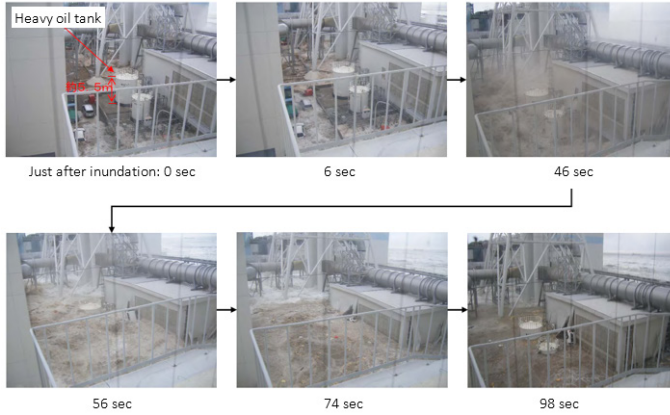 Heavy oil tank
Just after inundation: 0 sec
6 sec
46 sec
56 sec
74 sec
98 sec